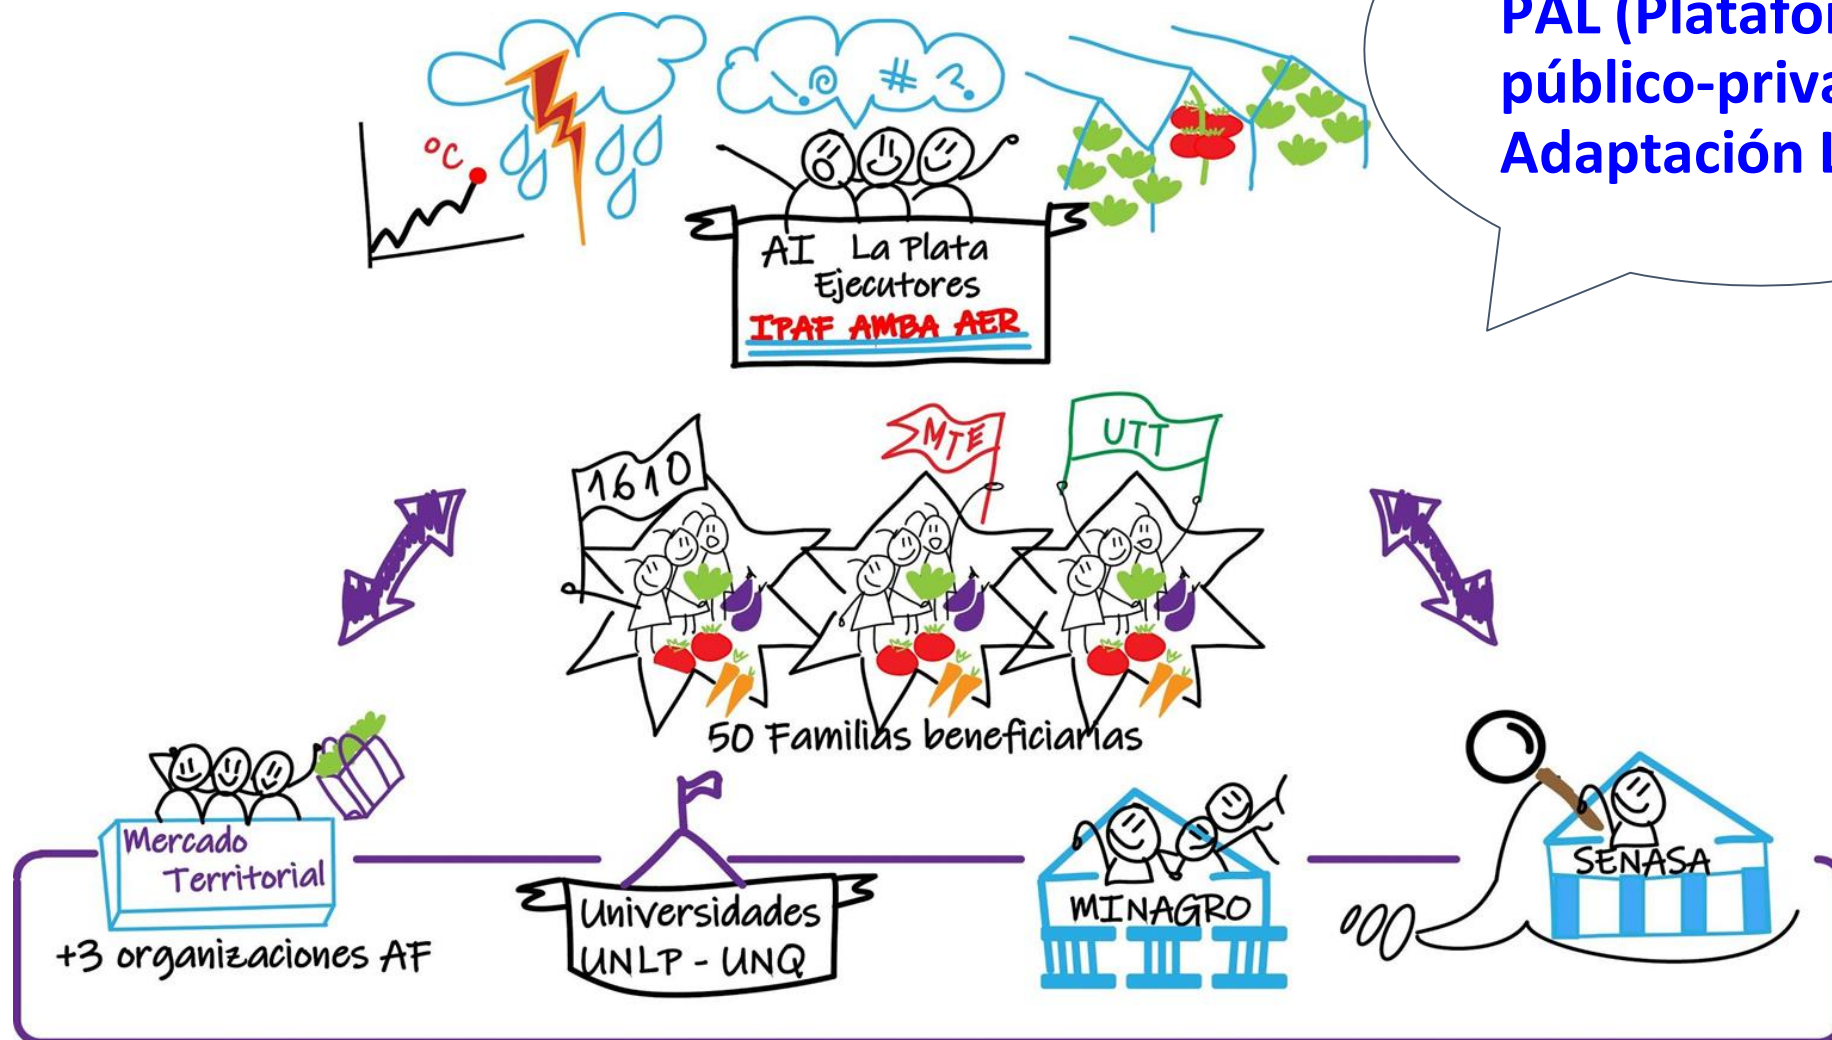 PAL
público-priva
Adaptación L
°C
! @ # ?
AI La Plata
Ejecutores
IPAF AMBA AER
1610
MTE
UTT
50 Familias beneficiarias
Mercado
Territorial
+3 organizaciones AF
Universidades
UNLP - UNQ
MINAGRO
SENASA